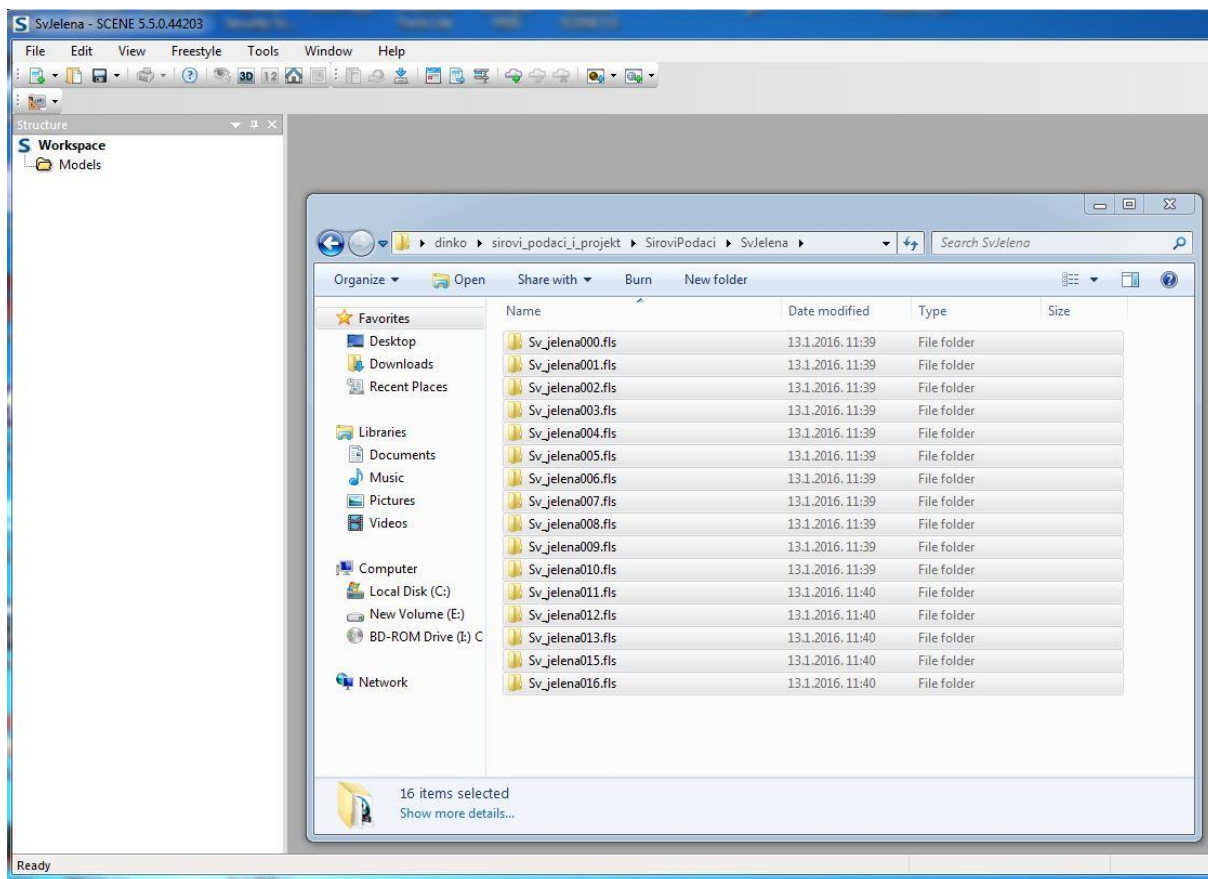 SvJelena - SCENE 5.5.0.44203
File Edit View Freestyle Tools Window Help
3D 12
Structure
S Workspace
Models
dinko sirovi_podaci_i_projekt SiroviPodaci SvJelena Search SvJelena
Organize Open Share with Burn New folder
Name Date modified Type Size
Favorites
Desktop
Downloads
Recent Places
Libraries
Documents
Music
Pictures
Videos
Computer
Local Disk (C:)
New Volume (E:)
BD-ROM Drive (I:) C
Network
Sv_jelena000.fls 13.1.2016. 11:39 File folder
Sv_jelena001.fls 13.1.2016. 11:39 File folder
Sv_jelena002.fls 13.1.2016. 11:39 File folder
Sv_jelena003.fls 13.1.2016. 11:39 File folder
Sv_jelena004.fls 13.1.2016. 11:39 File folder
Sv_jelena005.fls 13.1.2016. 11:39 File folder
Sv_jelena006.fls 13.1.2016. 11:39 File folder
Sv_jelena007.fls 13.1.2016. 11:39 File folder
Sv_jelena008.fls 13.1.2016. 11:39 File folder
Sv_jelena009.fls 13.1.2016. 11:39 File folder
Sv_jelena010.fls 13.1.2016. 11:39 File folder
Sv_jelena011.fls 13.1.2016. 11:40 File folder
Sv_jelena012.fls 13.1.2016. 11:40 File folder
Sv_jelena013.fls 13.1.2016. 11:40 File folder
Sv_jelena015.fls 13.1.2016. 11:40 File folder
Sv_jelena016.fls 13.1.2016. 11:40 File folder
16 items selected
Show more details...
Ready